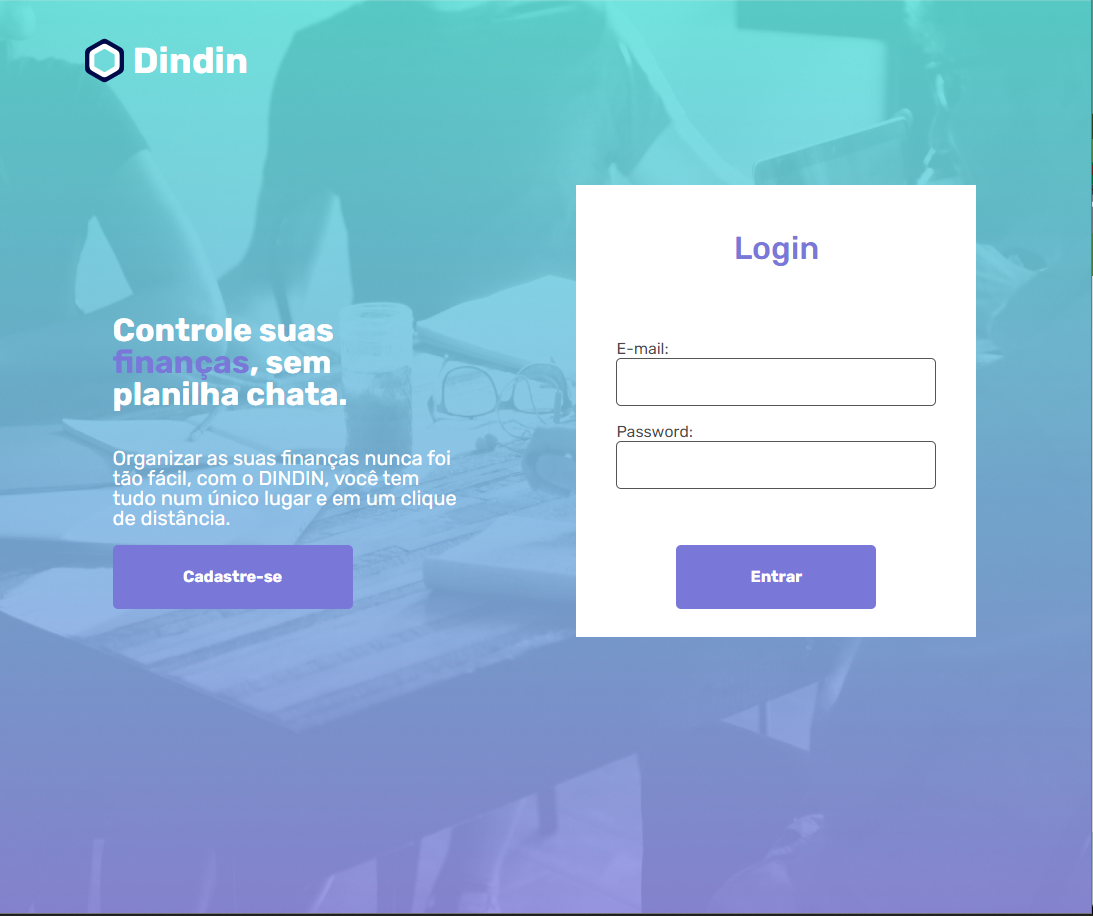 Dindin
Controle suas
finanças, sem
planilha chata.
Organizar as suas finanças nunca foi
tão fácil, com o DINDIN, você tem
tudo num único lugar e em um clique
de distância.
Cadastre-se
Login
E-mail:
Password:
Entrar